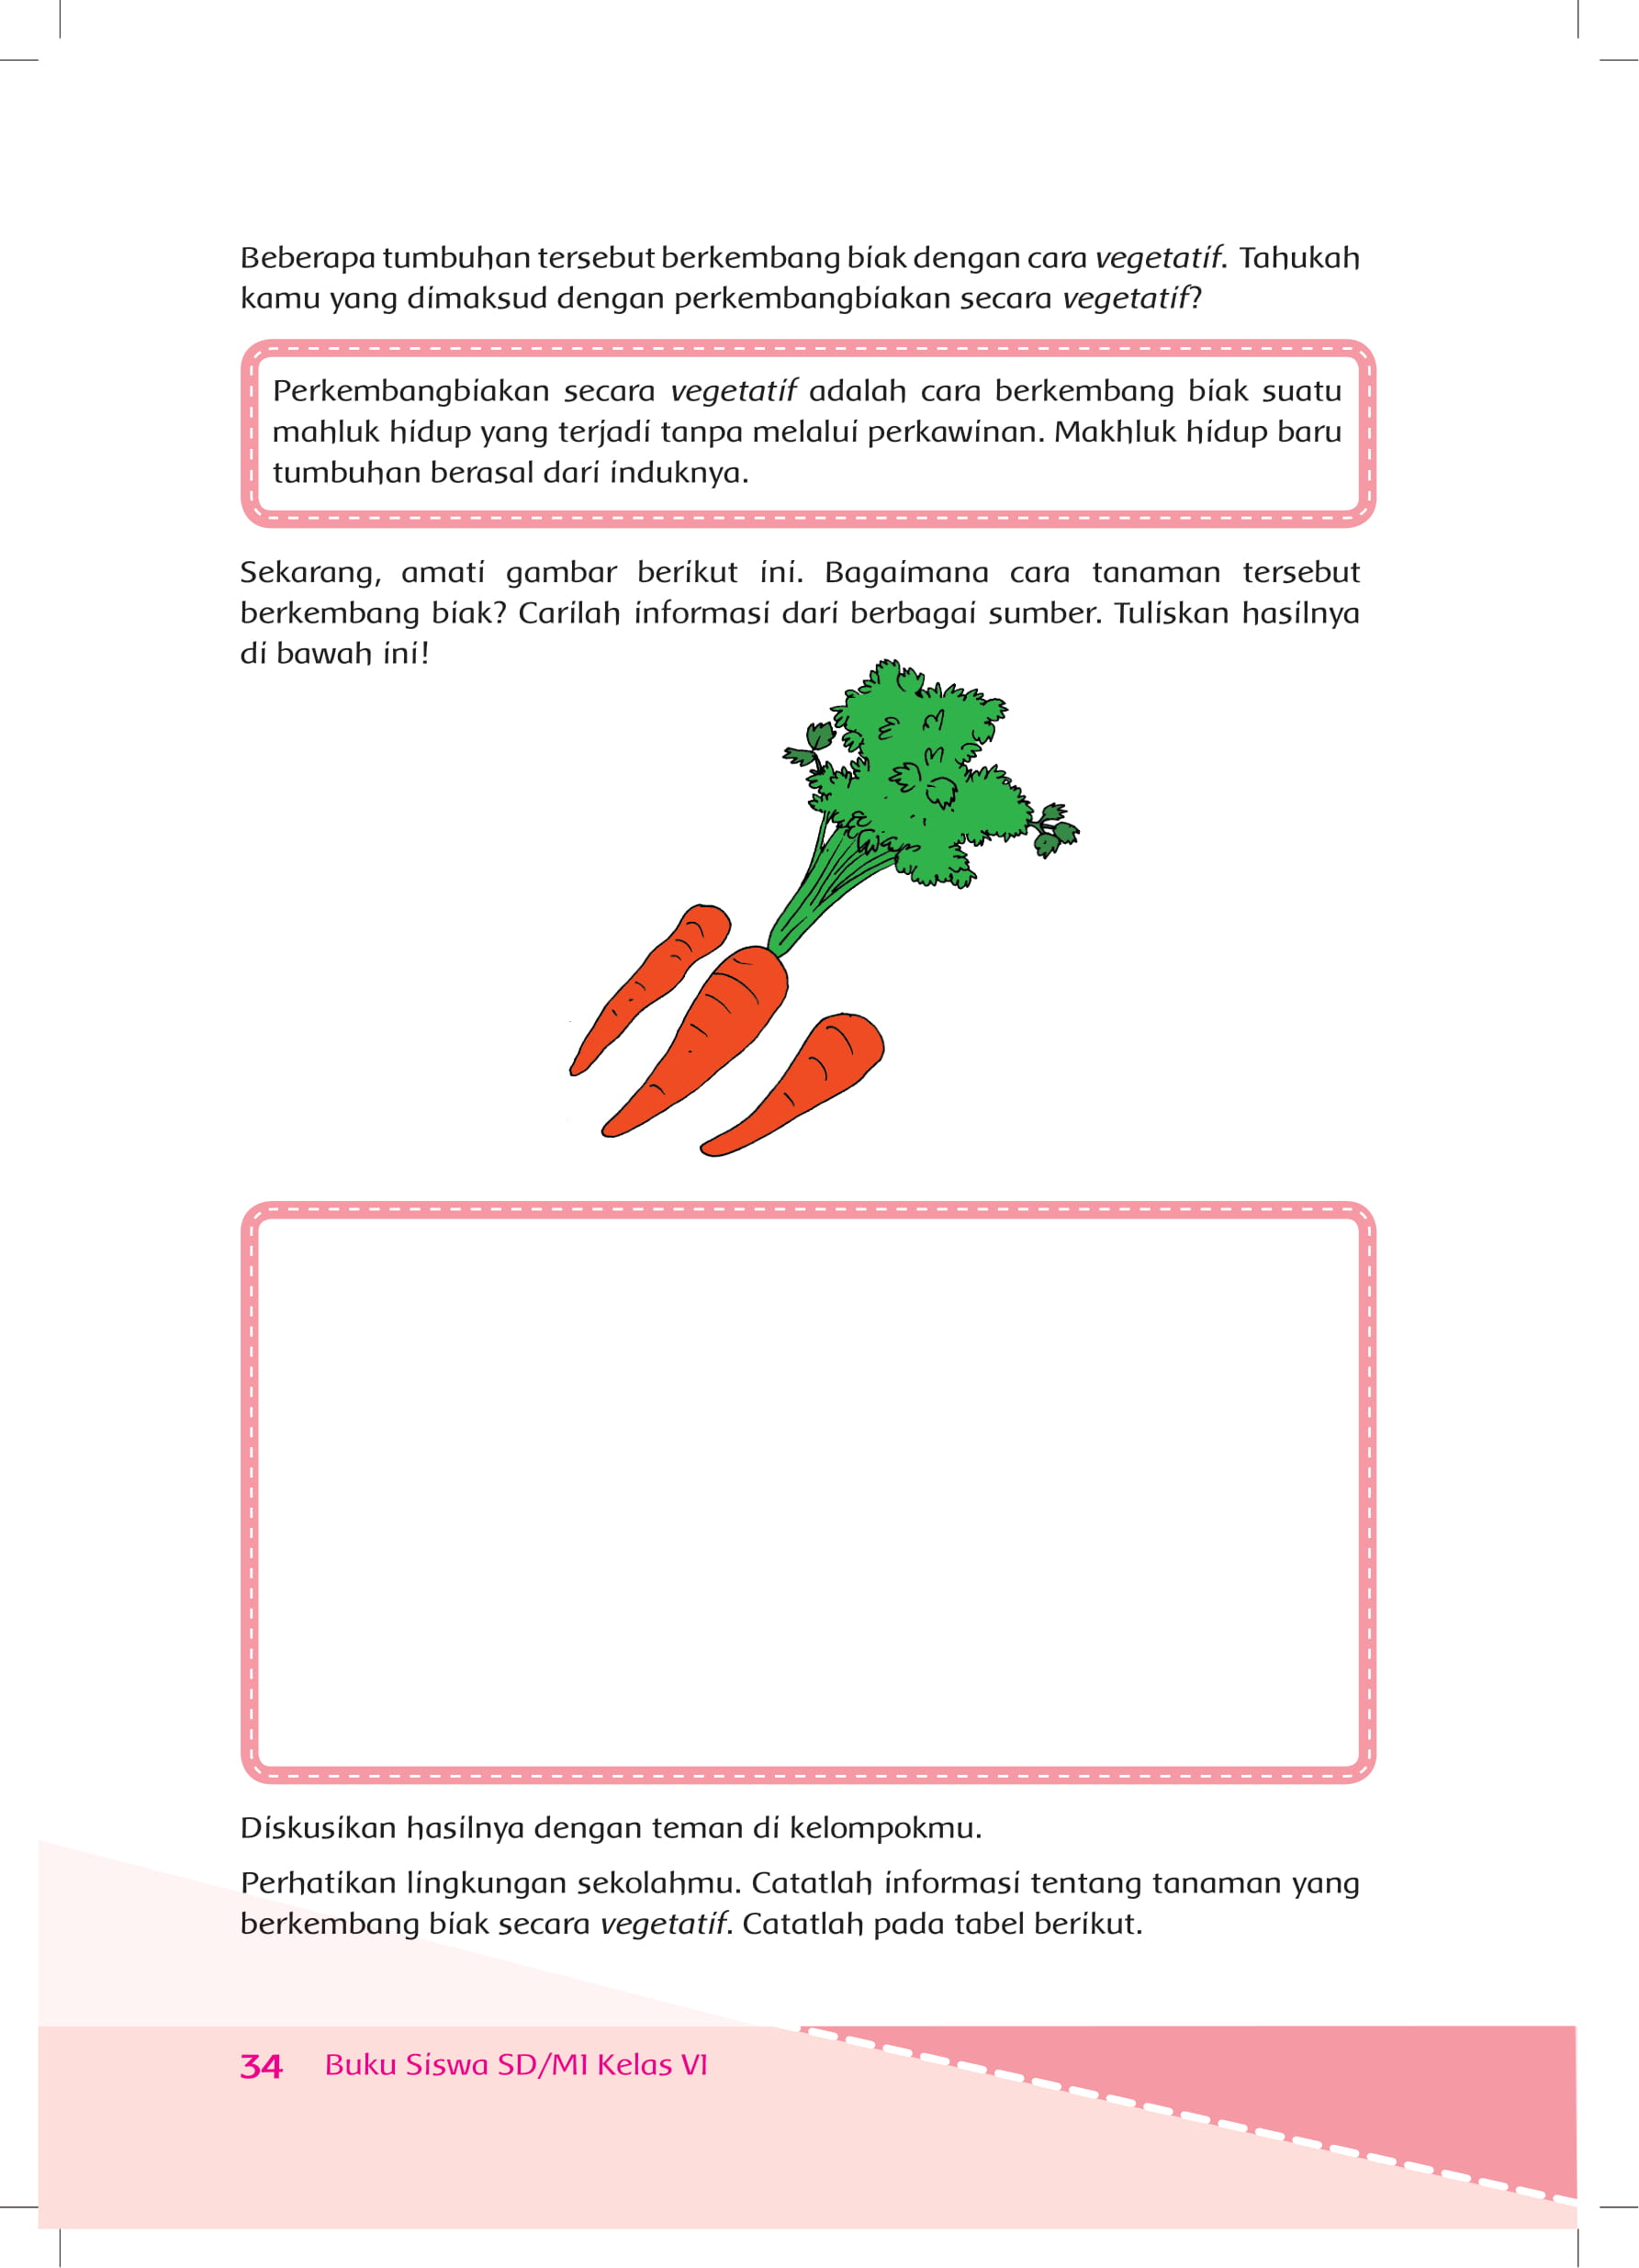 Beberapa tumbuhan tersebut berkembang biak dengan cara vegetatif. Tahukah
kamu yang dimaksud dengan perkembangbiakan secara vegetatif?
Perkembangbiakan secara vegetatif adalah cara berkembang biak suatu
mahluk hidup yang terjadi tanpa melalui perkawinan. Makhluk hidup baru
tumbuhan berasal dari induknya.
Sekarang, amati gambar berikut ini. Bagaimana cara tanaman tersebut
berkembang biak? Carilah informasi dari berbagai sumber. Tuliskan hasilnya
di bawah ini!
Diskusikan hasilnya dengan teman di kelompokmu.
Perhatikan lingkungan sekolahmu. Catatlah informasi tentang tanaman yang
berkembang biak secara vegetatif. Catatlah pada tabel berikut.
34 Buku Siswa SD/MI Kelas VI